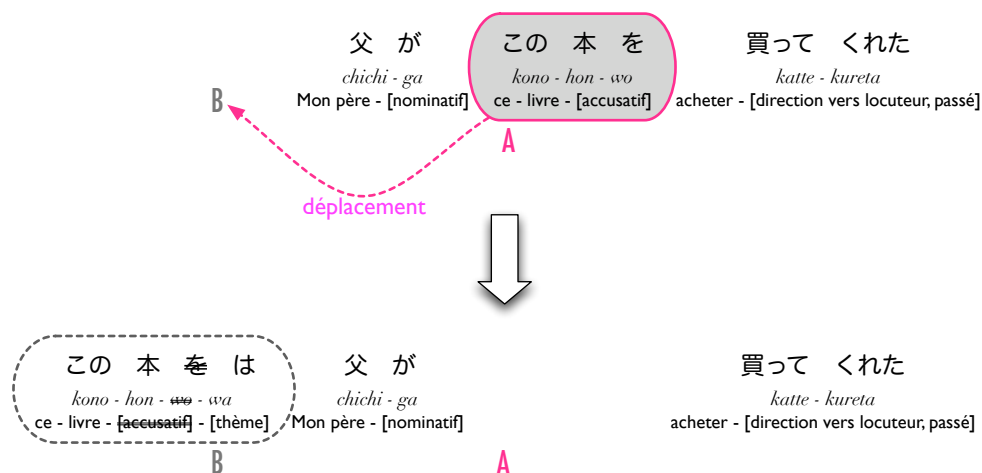 父 が この 本 を 買って くれた
chichi - ga kono - hon - wo katte - kureta
Mon père - [nominatif] ce - livre - [accusatif] acheter - [direction vers locuteur, passé]
B
A
déplacement
この 本 を は 父 が 買って くれた
kono - hon - wo - wa chichi - ga katte - kureta
ce - livre - [accusatif] - [thème] Mon père - [nominatif] acheter - [direction vers locuteur, passé]
B A